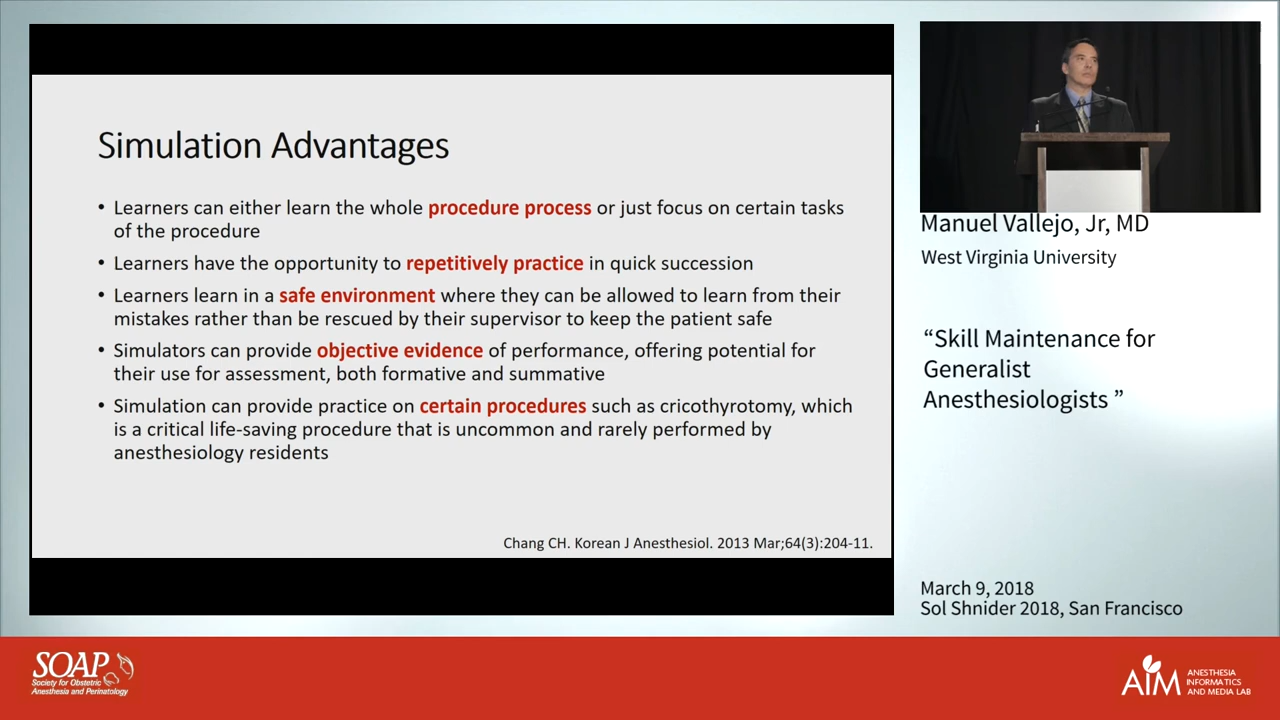 Simulation Advantages
• Learners can either learn the whole procedure process or just focus on certain tasks
of the procedure
• Learners have the opportunity to repetitively practice in quick succession
• Learners learn in a safe environment where they can be allowed to learn from their
mistakes rather than be rescued by their supervisor to keep the patient safe
• Simulators can provide objective evidence of performance, offering potential for
their use for assessment, both formative and summative
• Simulation can provide practice on certain procedures such as cricothyrotomy, which
is a critical life-saving procedure that is uncommon and rarely performed by
anesthesiology residents
Chang CH. Korean J Anesthesiol. 2013 Mar;64(3):204-11.
Manuel Vallejo, Jr, MD
West Virginia University
“Skill Maintenance for
Generalist
Anesthesiologists ”
March 9, 2018
Sol Shnider 2018, San Francisco
SOAP
Society for Obstetric
Anesthesia and Perinatology
AIM
ANESTHESIA
INFORMATICS
AND MEDIA LAB